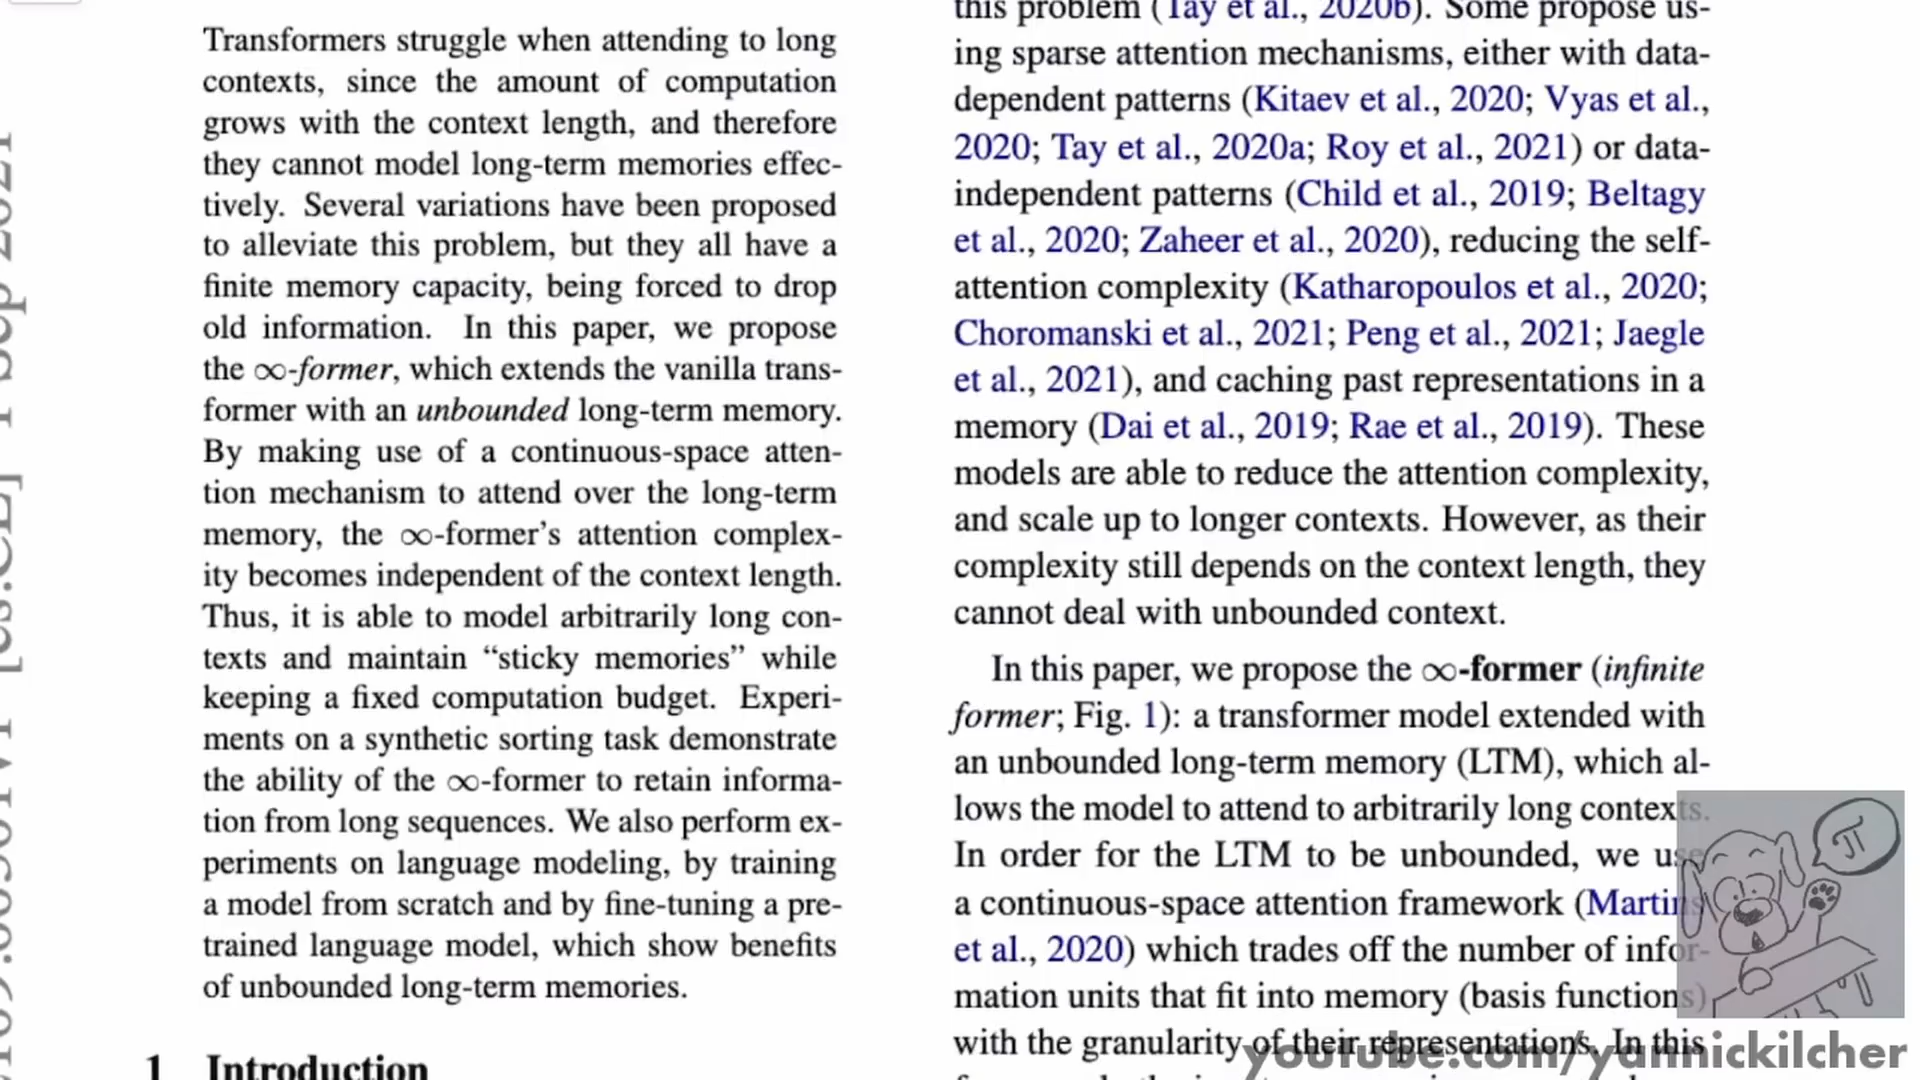 Transformers struggle when attending to long
contexts, since the amount of computation
grows with the context length, and therefore
they cannot model long-term memories effec-
tively. Several variations have been proposed
to alleviate this problem, but they all have a
finite memory capacity, being forced to drop
old information. In this paper, we propose
the ∞-former, which extends the vanilla trans-
former with an unbounded long-term memory.
By making use of a continuous-space atten-
tion mechanism to attend over the long-term
memory, the ∞-former's attention complex-
ity becomes independent of the context length.
Thus, it is able to model arbitrarily long con-
texts and maintain “sticky memories” while
keeping a fixed computation budget. Experi-
ments on a synthetic sorting task demonstrate
the ability of the ∞-former to retain informa-
tion from long sequences. We also perform ex-
periments on language modeling, by training
a model from scratch and by fine-tuning a pre-
trained language model, which show benefits
of unbounded long-term memories.
1 Introduction
this problem (Tay et al., 2020b). Some propose us-
ing sparse attention mechanisms, either with data-
dependent patterns (Kitaev et al., 2020; Vyas et al.,
2020; Tay et al., 2020a; Roy et al., 2021) or data-
independent patterns (Child et al., 2019; Beltagy
et al., 2020; Zaheer et al., 2020), reducing the self-
attention complexity (Katharopoulos et al., 2020;
Choromanski et al., 2021; Peng et al., 2021; Jaegle
et al., 2021), and caching past representations in a
memory (Dai et al., 2019; Rae et al., 2019). These
models are able to reduce the attention complexity,
and scale up to longer contexts. However, as their
complexity still depends on the context length, they
cannot deal with unbounded context.
In this paper, we propose the ∞-former (infinite
former; Fig. 1): a transformer model extended with
an unbounded long-term memory (LTM), which al-
lows the model to attend to arbitrarily long contexts.
In order for the LTM to be unbounded, we use
a continuous-space attention framework (Martins
et al., 2020) which trades off the number of infor-
mation units that fit into memory (basis functions)
with the granularity of their representations. In this
π
youtube.com/yannickilcher